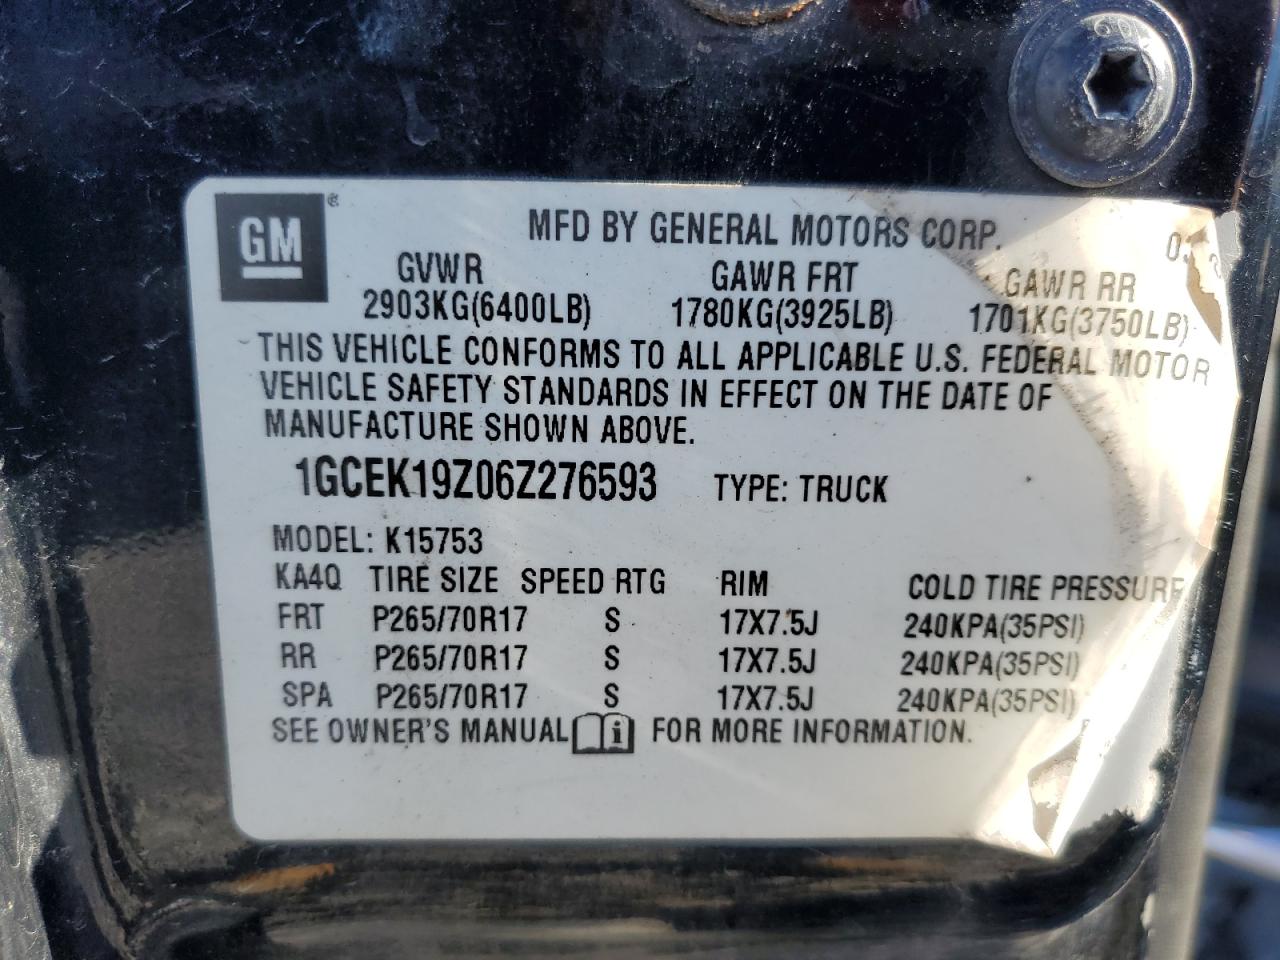 GM
MFD BY GENERAL MOTORS CORP.
GVWR GAWR FRT GAWR RR
2903KG(6400LB) 1780KG(3925LB) 1701KG(3750LB)
THIS VEHICLE CONFORMS TO ALL APPLICABLE U.S. FEDERAL MOTOR
VEHICLE SAFETY STANDARDS IN EFFECT ON THE DATE OF
MANUFACTURE SHOWN ABOVE.
1GCEK19Z06Z276593 TYPE: TRUCK
MODEL: K15753
KA4Q TIRE SIZE SPEED RTG RIM COLD TIRE PRESSURE
FRT P265/70R17 S 17X7.5J 240KPA(35PSI)
RR P265/70R17 S 17X7.5J 240KPA(35PSI)
SPA P265/70R17 S 17X7.5J 240KPA(35PSI)
SEE OWNER'S MANUAL i FOR MORE INFORMATION.